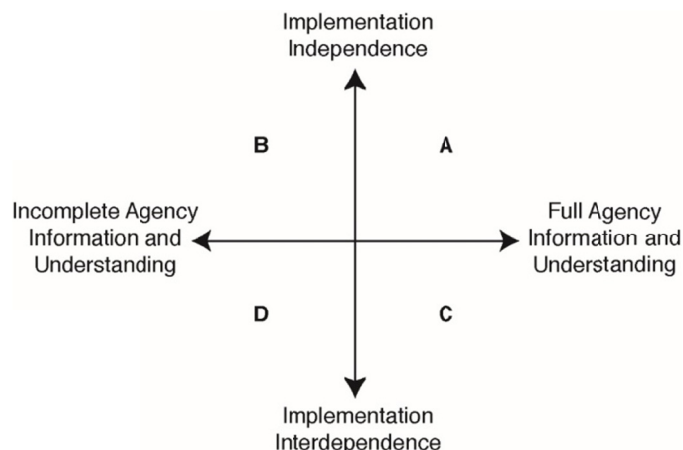 Implementation
Independence
B
A
Incomplete Agency
Information and
Understanding
Full Agency
Information and
Understanding
D
C
Implementation
Interdependence